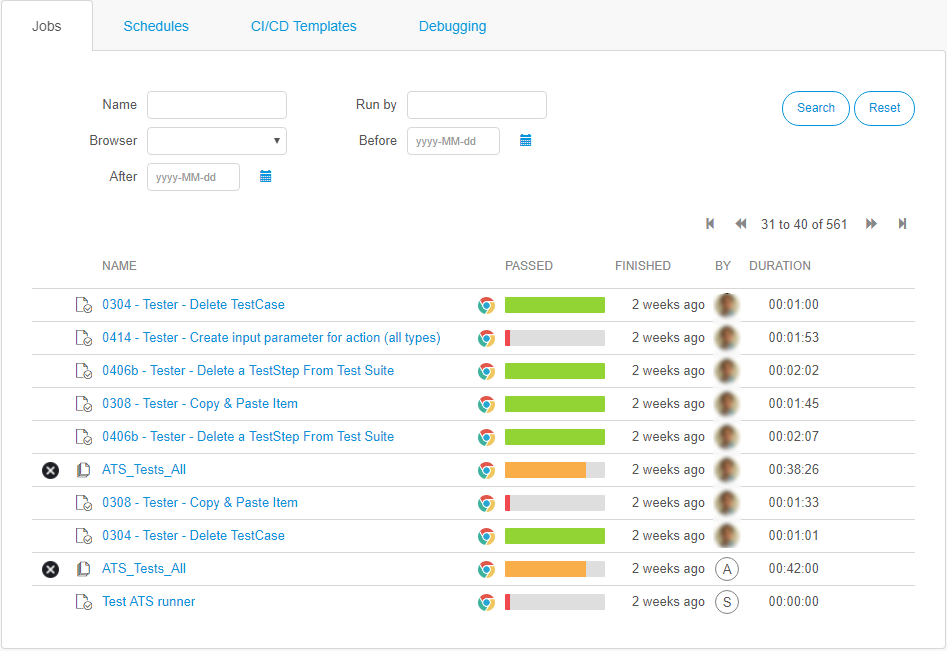 Jobs Schedules CI/CD Templates Debugging
Name Run by Search Reset
Browser Before yyyy-MM-dd
After yyyy-MM-dd
31 to 40 of 561
NAME PASSED FINISHED BY DURATION
0304 - Tester - Delete TestCase 2 weeks ago 00:01:00
0414 - Tester - Create input parameter for action (all types) 2 weeks ago 00:01:53
0406b - Tester - Delete a TestStep From Test Suite 2 weeks ago 00:02:02
0308 - Tester - Copy & Paste Item 2 weeks ago 00:01:45
0406b - Tester - Delete a TestStep From Test Suite 2 weeks ago 00:02:07
ATS_Tests_All 2 weeks ago 00:38:26
0308 - Tester - Copy & Paste Item 2 weeks ago 00:01:33
0304 - Tester - Delete TestCase 2 weeks ago 00:01:01
ATS_Tests_All 2 weeks ago A 00:42:00
Test ATS runner 2 weeks ago S 00:00:00